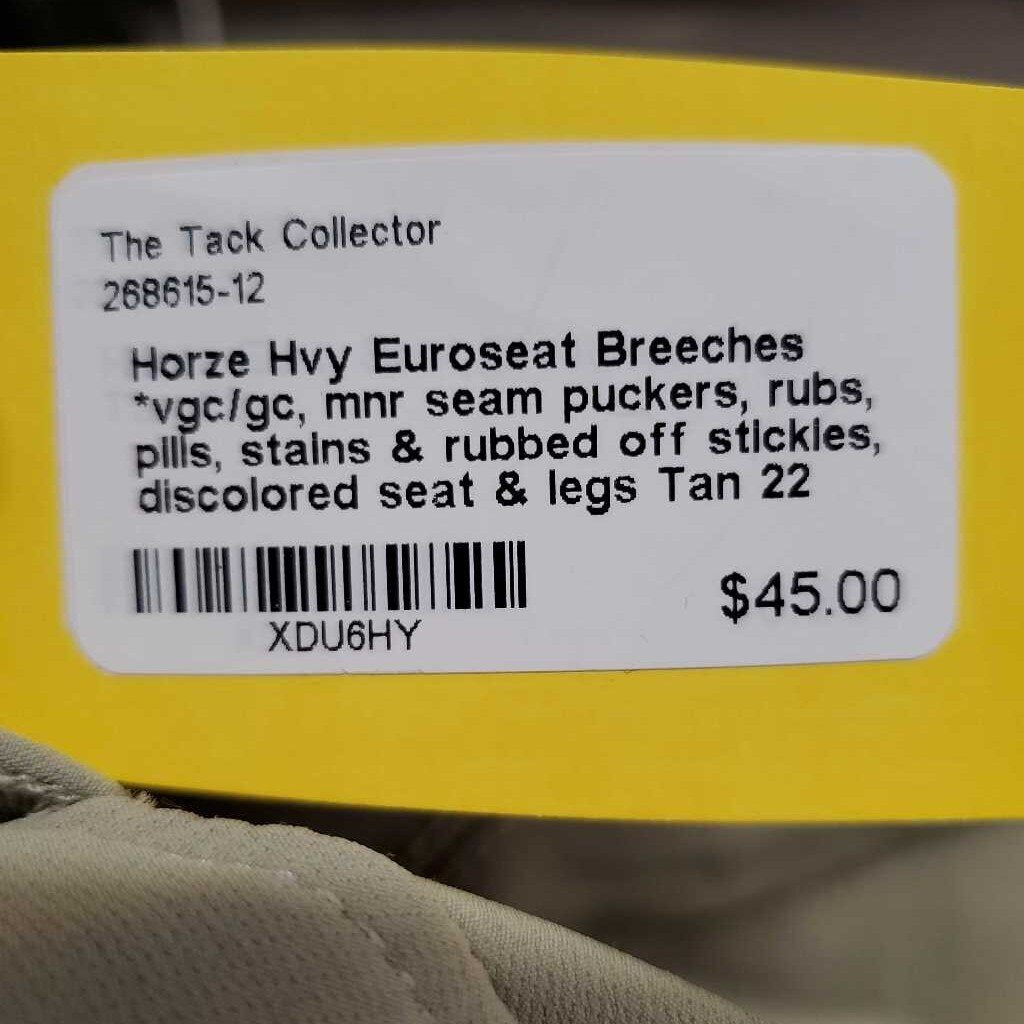 The Tack Collector
268615-12
Horze Hvy Euroseat Breeches
*vgc/gc, mnr seam puckers, rubs,
pills, stains & rubbed off stickies,
discolored seat & legs Tan 22
XDU6HY
$45.00